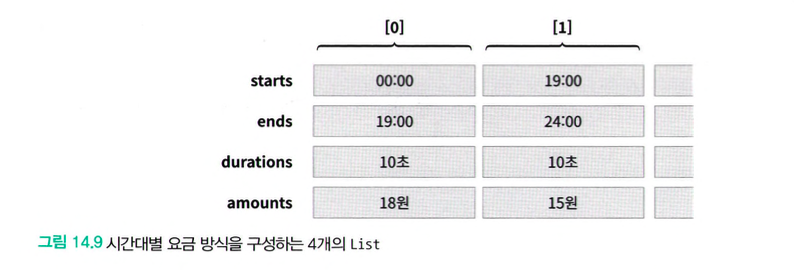 [0] [1]
starts 00:00 19:00
ends 19:00 24:00
durations 10초 10초
amounts 18원 15원
그림 14.9 시간대별 요금 방식을 구성하는 4개의 List